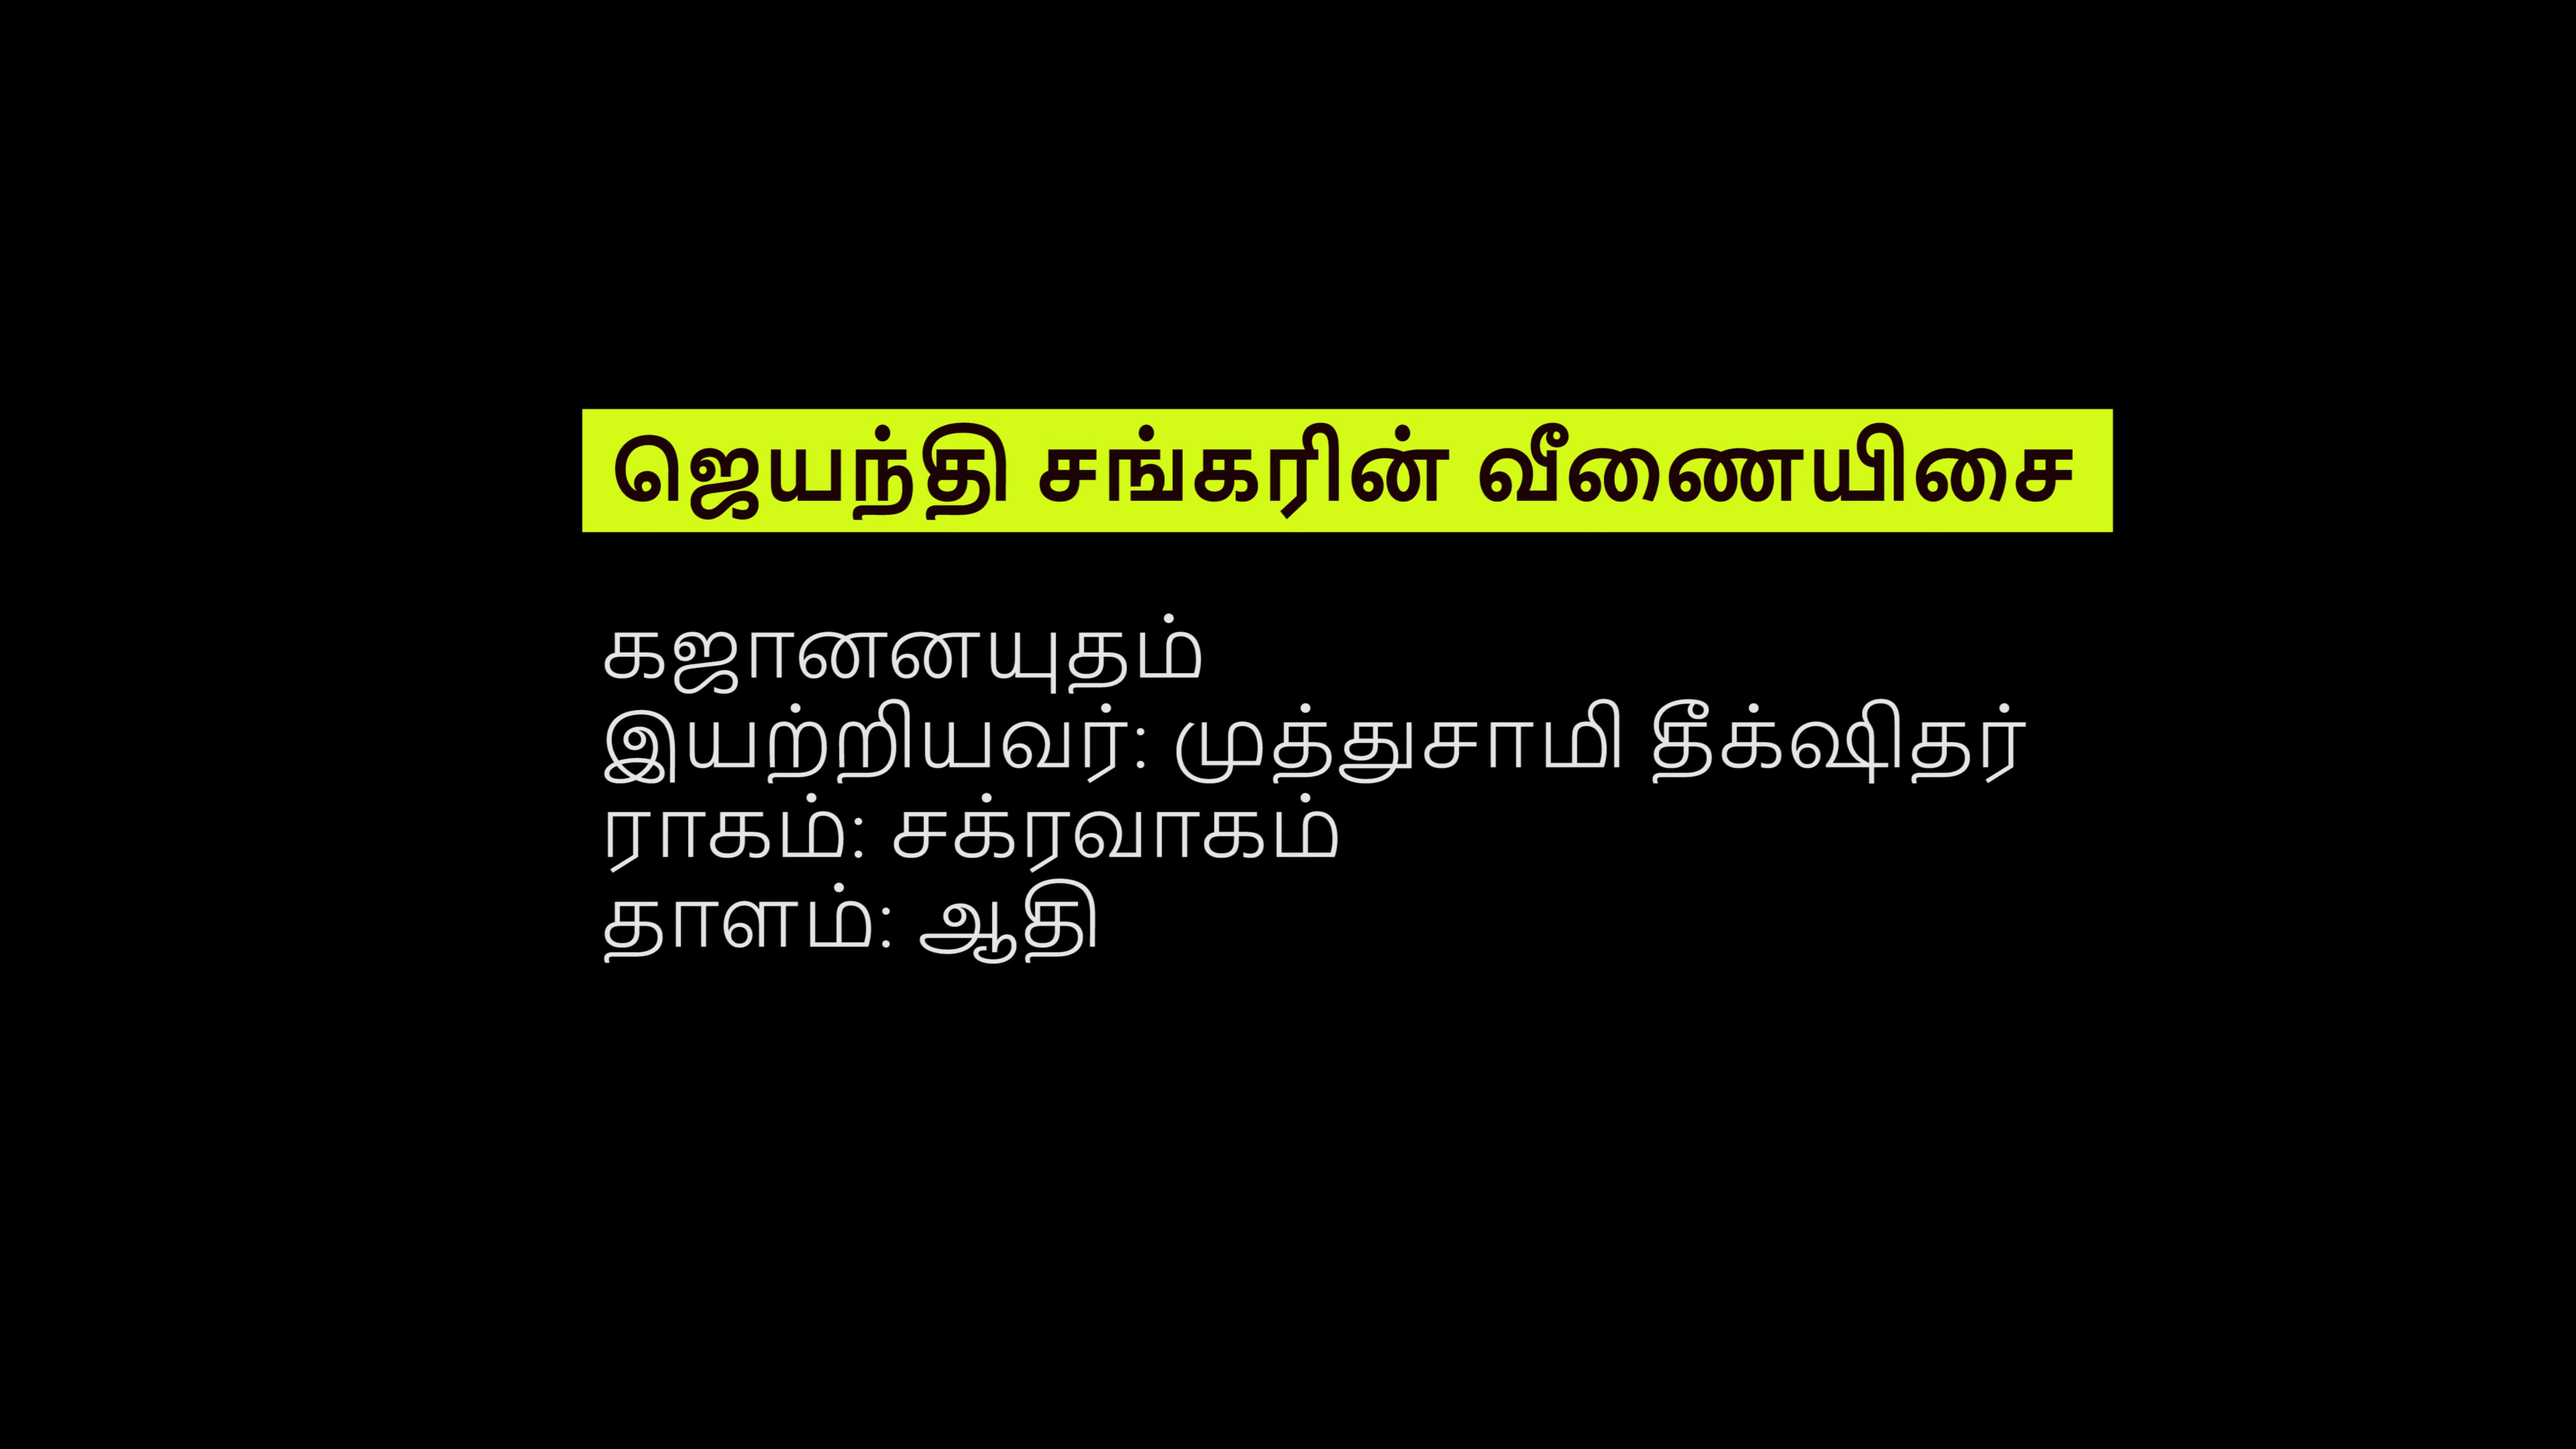 ஜெயந்தி சங்கரின் வீணையிசை
கஜானனயுதம்
இயற்றியவர்: முத்துசாமி தீக்ஷிதர்
ராகம்: சக்ரவாகம்
தாளம்: ஆதி